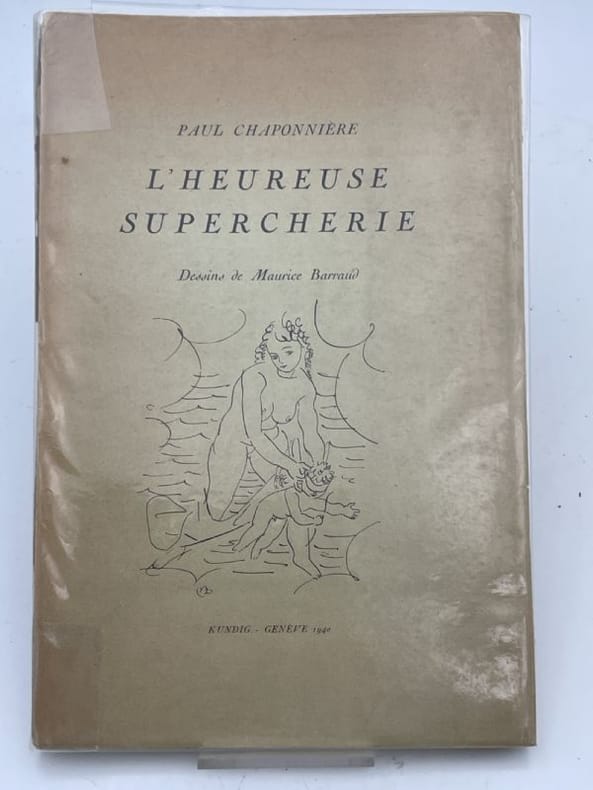 PAUL CHAPONNIÈRE
L'HEUREUSE
SUPERCHERIE
Dessins de Maurice Barraud
KUNDIG - GENÈVE 1940